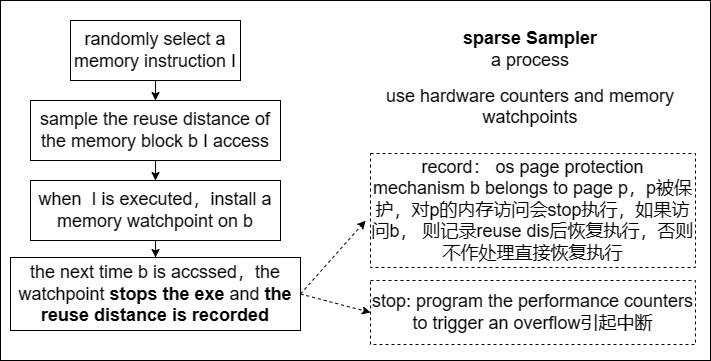 randomly select a
memory instruction I
sample the reuse distance of
the memory block b I access
when I is executed，install a
memory watchpoint on b
the next time b is accssed，the
watchpoint stops the exe and the
reuse distance is recorded
sparse Sampler
a process
use hardware counters and memory
watchpoints
record： os page protection
mechanism b belongs to page p，p被保
护，对p的内存访问会stop执行，如果访
问b， 则记录reuse dis后恢复执行，否则
不作处理直接恢复执行
stop: program the performance counters
to trigger an overflow引起中断